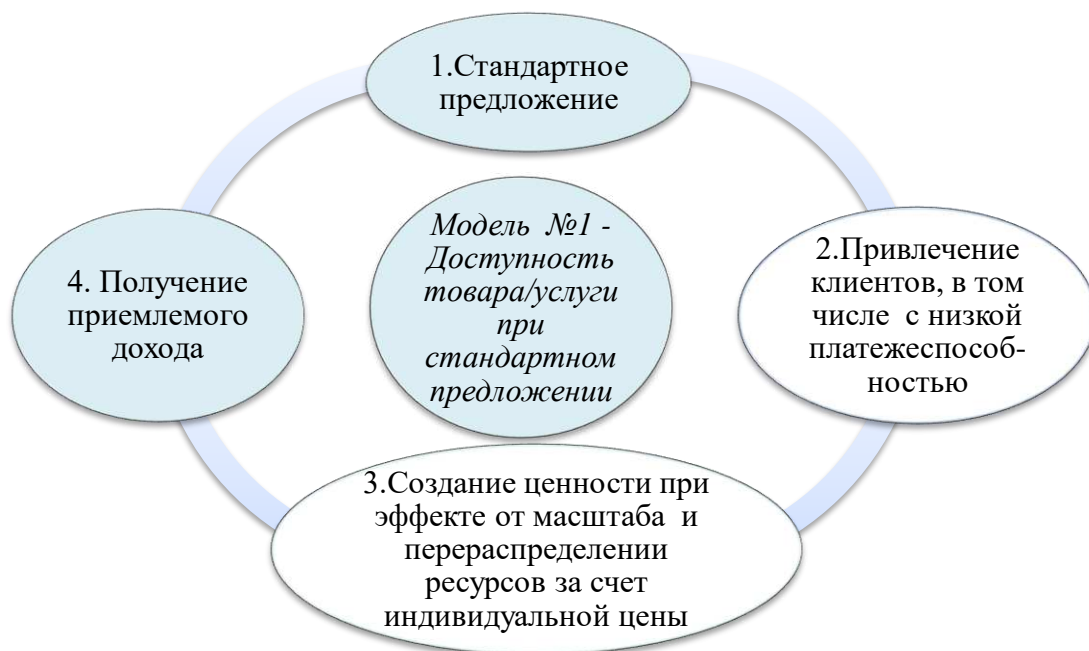 1.Стандартное
предложение
Модель №1 -
Доступность
товара/услуги
при
стандартном
предложении
2.Привлечение
клиентов, в том
числе с низкой
платежеспособ-
ностью
3.Создание ценности при
эффекте от масштаба и
перераспределении
ресурсов за счет
индивидуальной цены
4. Получение
приемлемого
дохода